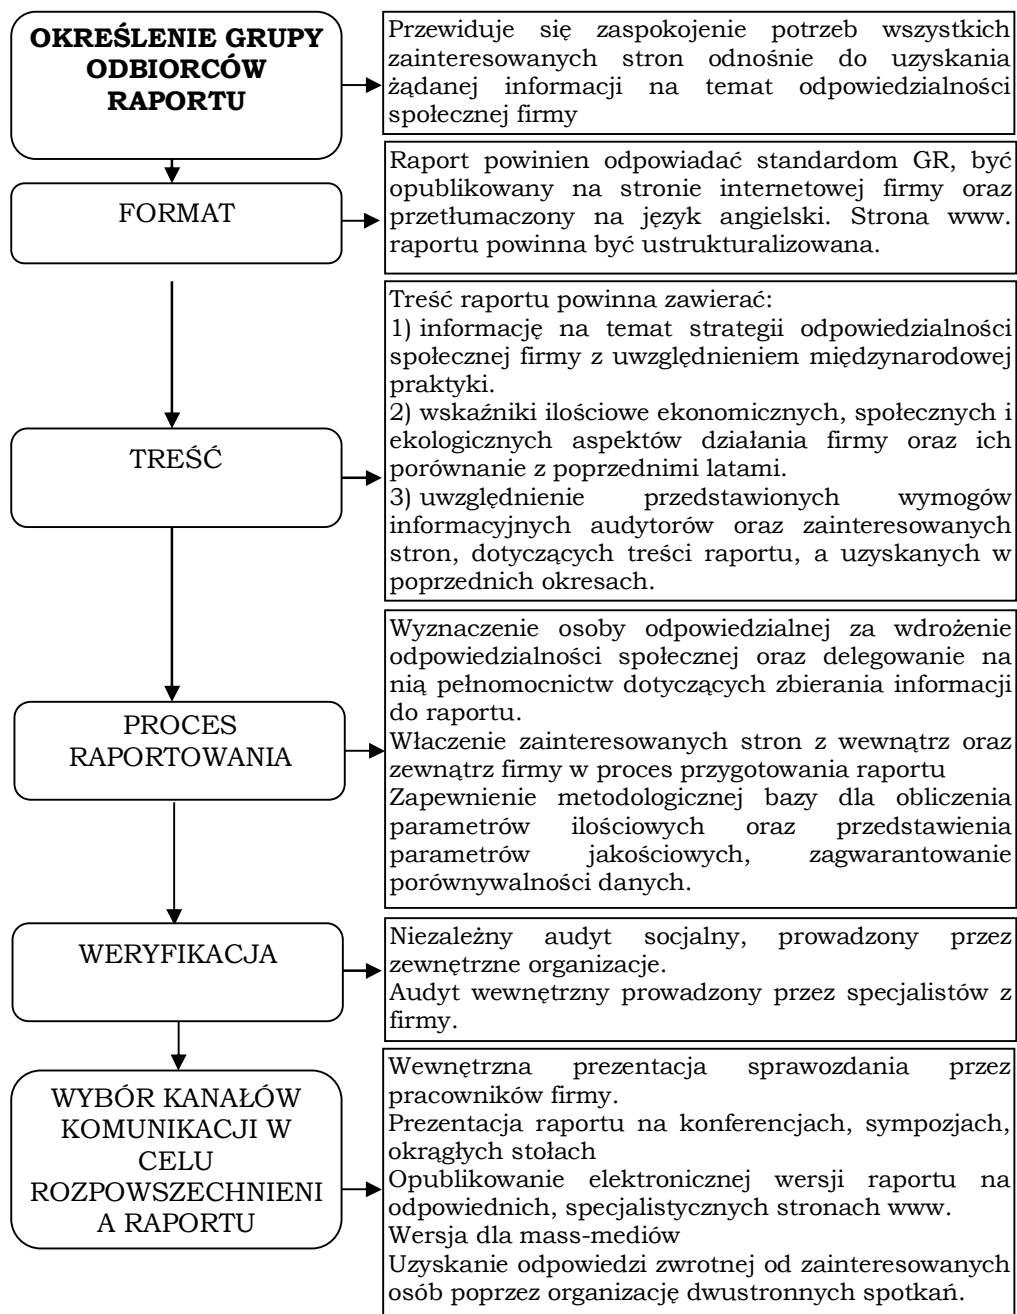 OKREŚLENIE GRUPY
ODBIORCÓW
RAPORTU
Przewiduje się zaspokojenie potrzeb wszystkich
zainteresowanych stron odnośnie do uzyskania
żądanej informacji na temat odpowiedzialności
społecznej firmy
FORMAT
Raport powinien odpowiadać standardom GR, być
opublikowany na stronie internetowej firmy oraz
przetłumaczony na język angielski. Strona www.
raportu powinna być ustrukturalizowana.
TREŚĆ
Treść raportu powinna zawierać:
1) informację na temat strategii odpowiedzialności
społecznej firmy z uwzględnieniem międzynarodowej
praktyki.
2) wskaźniki ilościowe ekonomicznych, społecznych i
ekologicznych aspektów działania firmy oraz ich
porównanie z poprzednimi latami.
3) uwzględnienie przedstawionych wymogów
informacyjnych audytorów oraz zainteresowanych
stron, dotyczących treści raportu, a uzyskanych w
poprzednich okresach.
PROCES
RAPORTOWANIA
Wyznaczenie osoby odpowiedzialnej za wdrożenie
odpowiedzialności społecznej oraz delegowanie na
nią pełnomocnictw dotyczących zbierania informacji
do raportu.
Właczenie zainteresowanych stron z wewnątrz oraz
zewnątrz firmy w proces przygotowania raportu
Zapewnienie metodologicznej bazy dla obliczenia
parametrów ilościowych oraz przedstawienia
parametrów jakościowych, zagwarantowanie
porównywalności danych.
WERYFIKACJA
Niezależny audyt socjalny, prowadzony przez
zewnętrzne organizacje.
Audyt wewnętrzny prowadzony przez specjalistów z
firmy.
WYBÓR KANAŁÓW
KOMUNIKACJI W
CELU
ROZPOWSZECHNIENI
A RAPORTU
Wewnętrzna prezentacja sprawozdania przez
pracowników firmy.
Prezentacja raportu na konferencjach, sympozjach,
okrągłych stołach
Opublikowanie elektronicznej wersji raportu na
odpowiednich, specjalistycznych stronach www.
Wersja dla mass-mediów
Uzyskanie odpowiedzi zwrotnej od zainteresowanych
osób poprzez organizację dwustronnych spotkań.